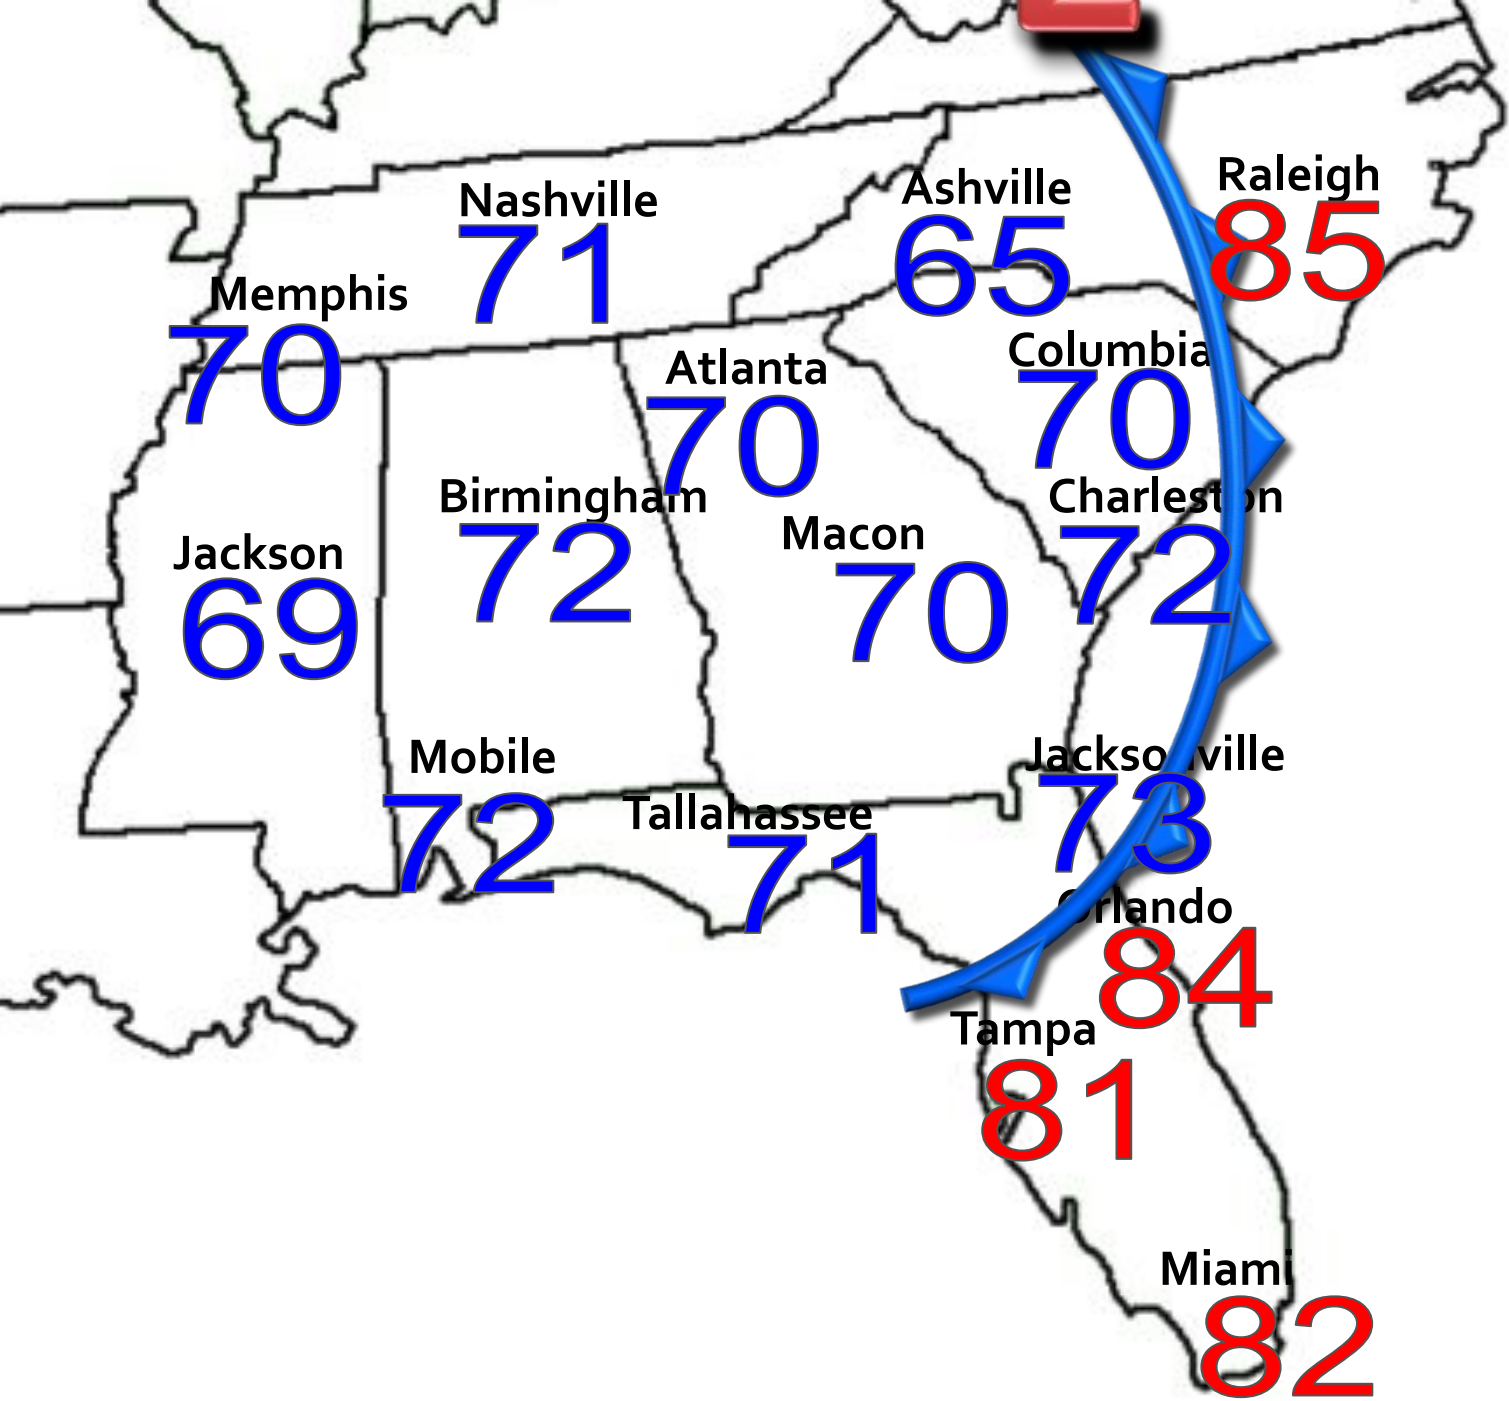 Nashville
71
Ashville
65
Raleigh
85
Memphis
70
Atlanta
70
Columbia
70
Birmingham
72
Charleston
72
Jackson
69
Macon
70
Mobile
72
Tallahassee
71
Jacksonville
73
Orlando
84
Tampa
81
Miami
82